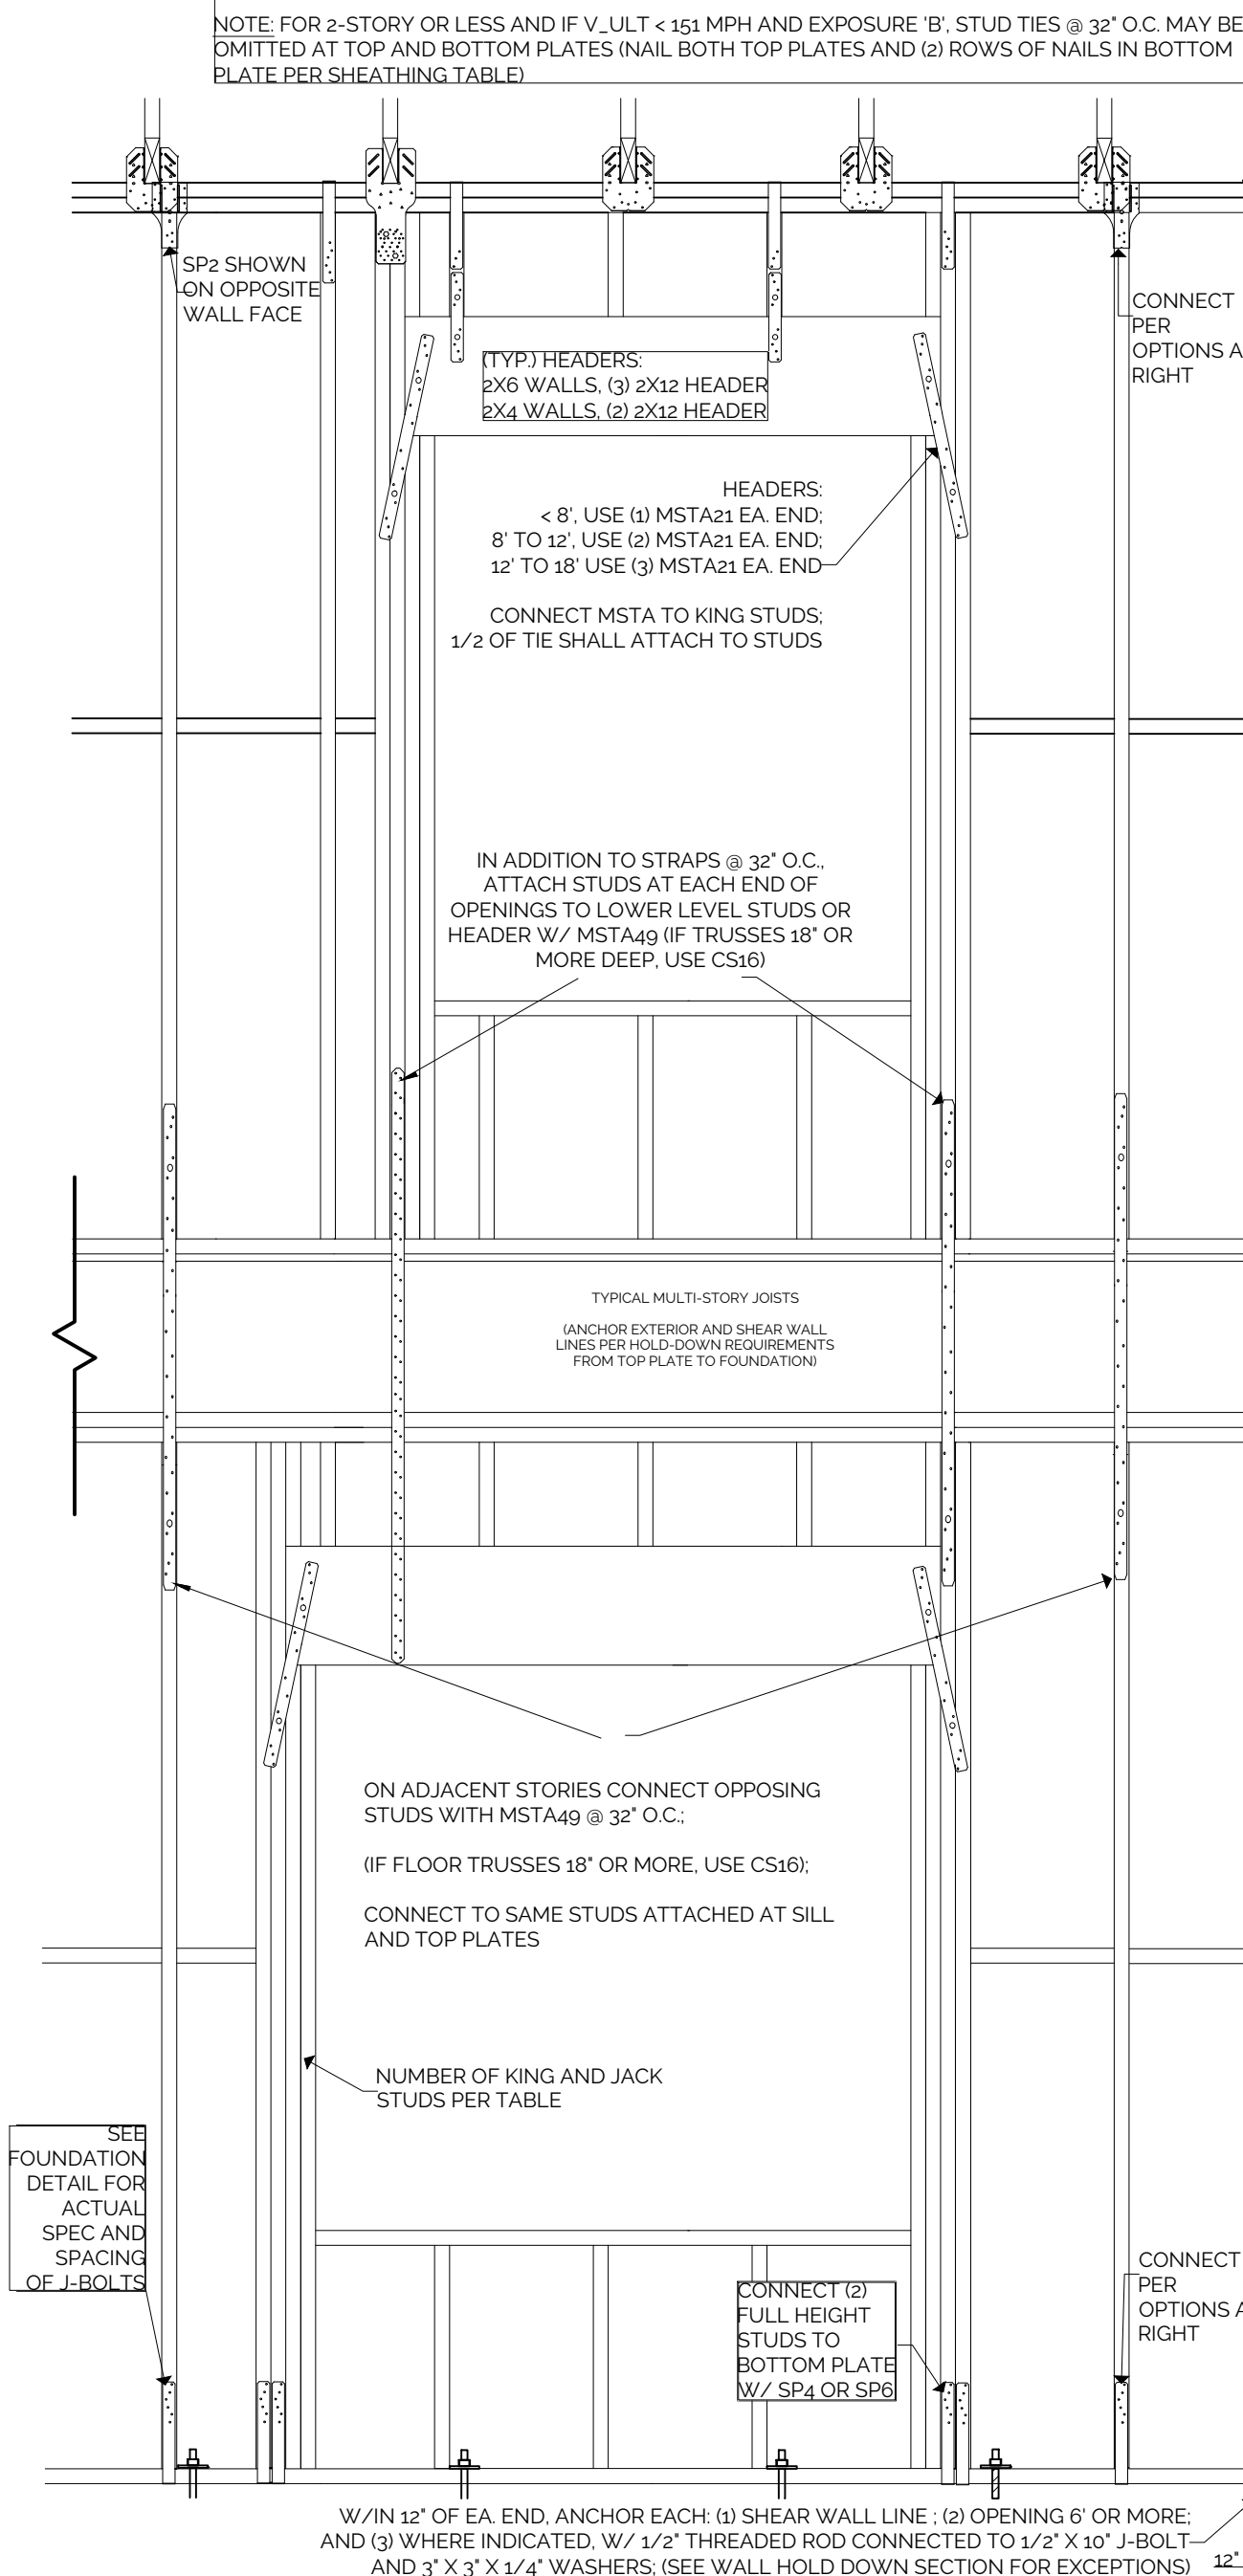 NOTE: FOR 2-STORY OR LESS AND IF V_ULT < 151 MPH AND EXPOSURE 'B', STUD TIES @ 32" O.C. MAY BE
OMITTED AT TOP AND BOTTOM PLATES (NAIL BOTH TOP PLATES AND (2) ROWS OF NAILS IN BOTTOM
PLATE PER SHEATHING TABLE)
SP2 SHOWN
ON OPPOSITE
WALL FACE
CONNECT
PER
OPTIONS A
RIGHT
(TYP.) HEADERS:
2X6 WALLS, (3) 2X12 HEADER
2X4 WALLS, (2) 2X12 HEADER
HEADERS:
< 8', USE (1) MSTA21 EA. END;
8' TO 12', USE (2) MSTA21 EA. END;
12' TO 18' USE (3) MSTA21 EA. END
CONNECT MSTA TO KING STUDS;
1/2 OF TIE SHALL ATTACH TO STUDS
IN ADDITION TO STRAPS @ 32" O.C.,
ATTACH STUDS AT EACH END OF
OPENINGS TO LOWER LEVEL STUDS OR
HEADER W/ MSTA49 (IF TRUSSES 18" OR
MORE DEEP, USE CS16)
TYPICAL MULTI-STORY JOISTS
(ANCHOR EXTERIOR AND SHEAR WALL
LINES PER HOLD-DOWN REQUIREMENTS
FROM TOP PLATE TO FOUNDATION)
ON ADJACENT STORIES CONNECT OPPOSING
STUDS WITH MSTA49 @ 32" O.C.;
(IF FLOOR TRUSSES 18" OR MORE, USE CS16);
CONNECT TO SAME STUDS ATTACHED AT SILL
AND TOP PLATES
NUMBER OF KING AND JACK
STUDS PER TABLE
SEE
FOUNDATION
DETAIL FOR
ACTUAL
SPEC AND
SPACING
OF J-BOLTS
CONNECT (2)
FULL HEIGHT
STUDS TO
BOTTOM PLATE
W/ SP4 OR SP6
CONNECT
PER
OPTIONS A
RIGHT
W/IN 12" OF EA. END, ANCHOR EACH: (1) SHEAR WALL LINE ; (2) OPENING 6' OR MORE;
AND (3) WHERE INDICATED, W/ 1/2" THREADED ROD CONNECTED TO 1/2" X 10" J-BOLT
AND 3" X 3" X 1/4" WASHERS; (SEE WALL HOLD DOWN SECTION FOR EXCEPTIONS)
12"